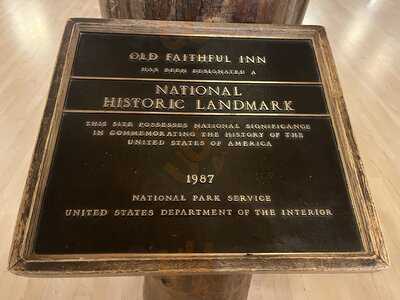 OLD FAITHFUL INN
HAS BEEN DESIGNATED A
NATIONAL
HISTORIC LANDMARK
THIS SITE POSSESSES NATIONAL SIGNIFICANCE
IN COMMEMORATING THE HISTORY OF THE
UNITED STATES OF AMERICA
1987
NATIONAL PARK SERVICE
UNITED STATES DEPARTMENT OF THE INTERIOR